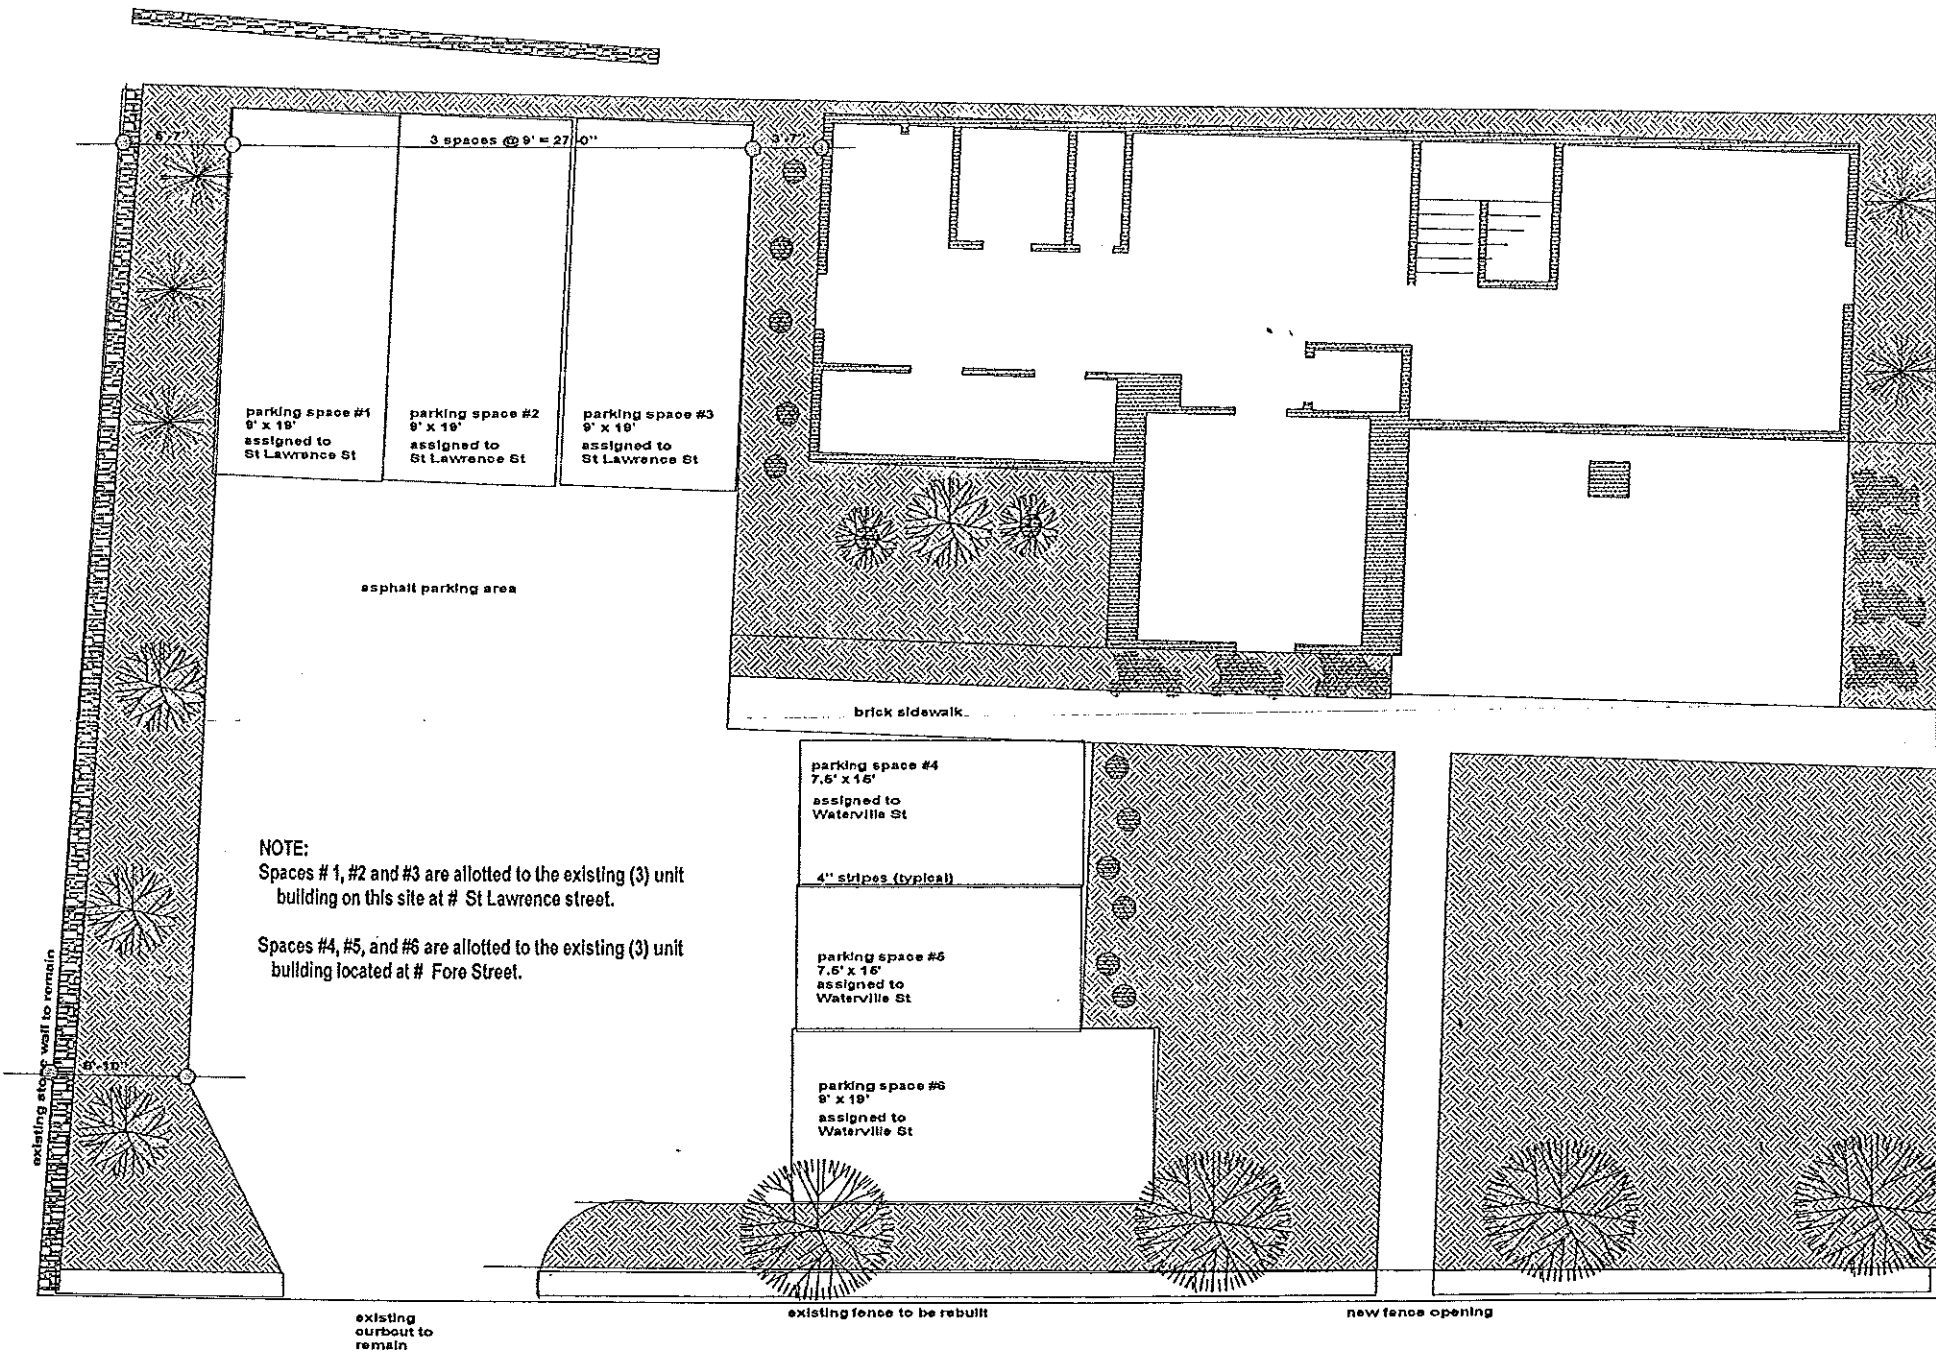 5'-7"
3 spaces @ 9' = 27'-0"
3'-7"
parking space #1
9' x 19'
assigned to
St Lawrence St
parking space #2
9' x 19'
assigned to
St Lawrence St
parking space #3
9' x 19'
assigned to
St Lawrence St
asphalt parking area
brick sidewalk
parking space #4
7.5' x 15'
assigned to
Waterville St
4" stripes (typical)
NOTE:
Spaces # 1, #2 and #3 are allotted to the existing (3) unit
building on this site at # St Lawrence street.
Spaces #4, #5, and #6 are allotted to the existing (3) unit
building located at # Fore Street.
parking space #5
7.5' x 15'
assigned to
Waterville St
existing stone wall to remain
parking space #6
9' x 19'
assigned to
Waterville St
existing fence to be rebuilt
new fence opening
existing
curbcut to
remain